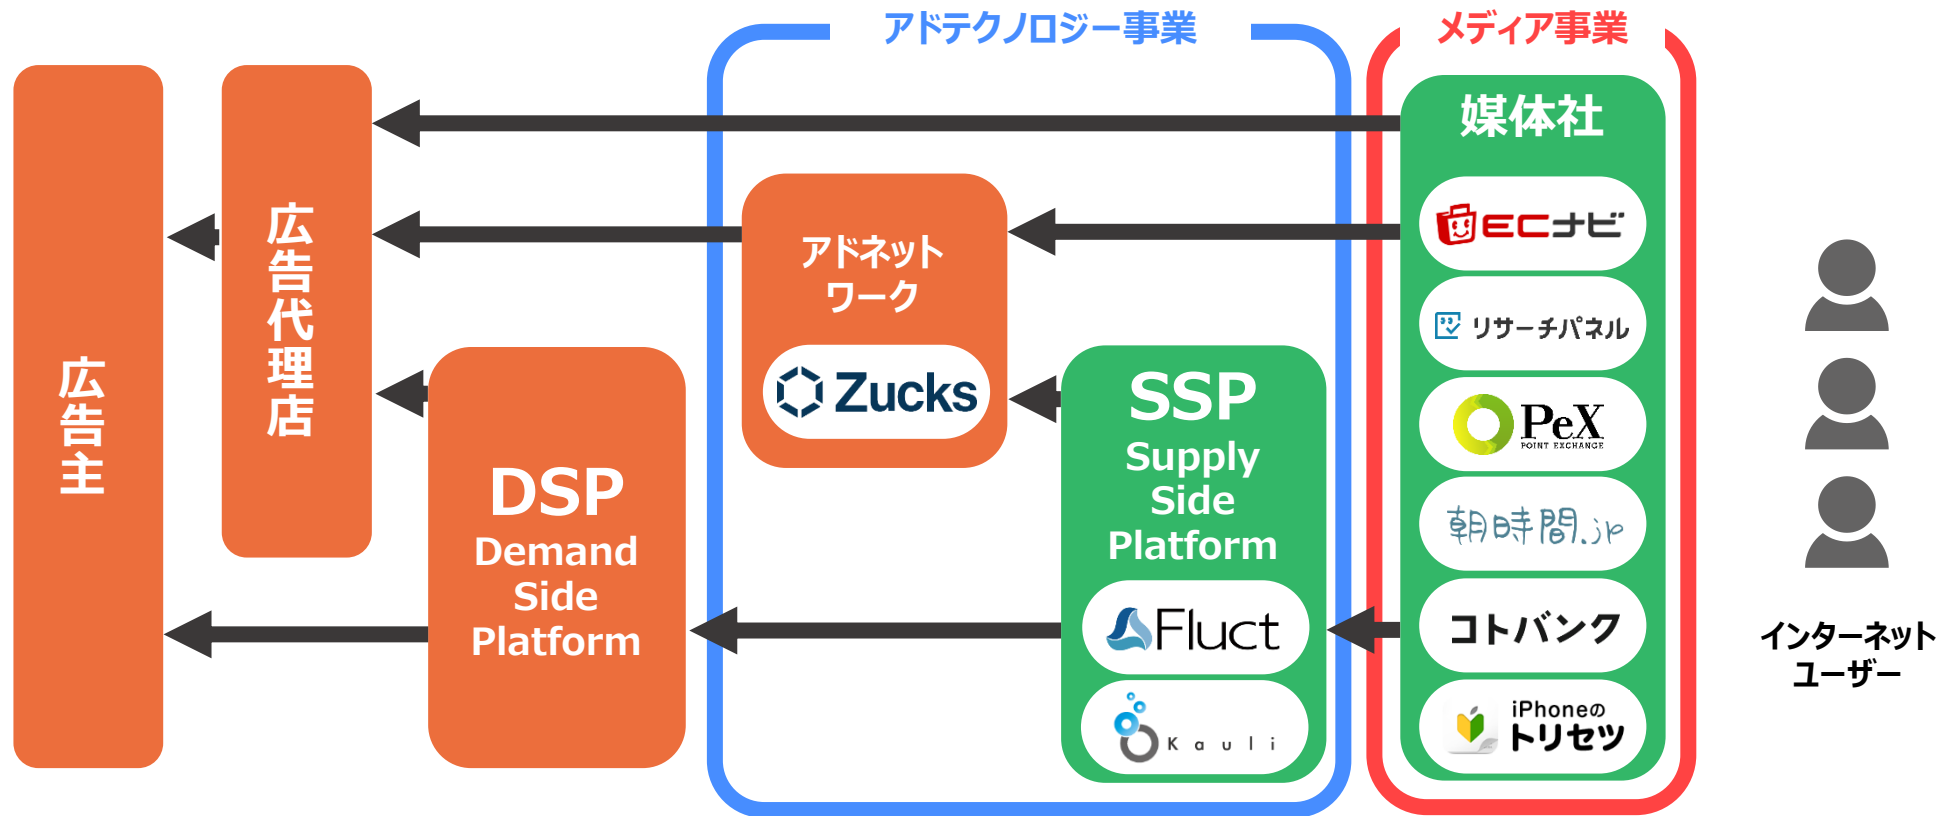 アドテクノロジー事業
メディア事業
広告主
広告代理店
DSP
Demand
Side
Platform
アドネット
ワーク
Zucks
SSP
Supply
Side
Platform
Fluct
Kauli
媒体社
ECナビ
リサーチパネル
PeX
POINT EXCHANGE
朝時間.jp
コトバンク
iPhoneの
トリセツ
インターネット
ユーザー